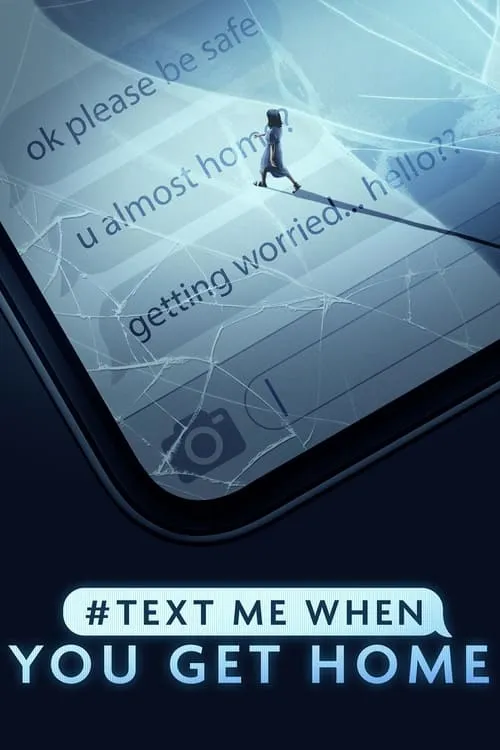 ok please be safe
u almost home?
getting worried... hello??
#TEXT ME WHEN
YOU GET HOME